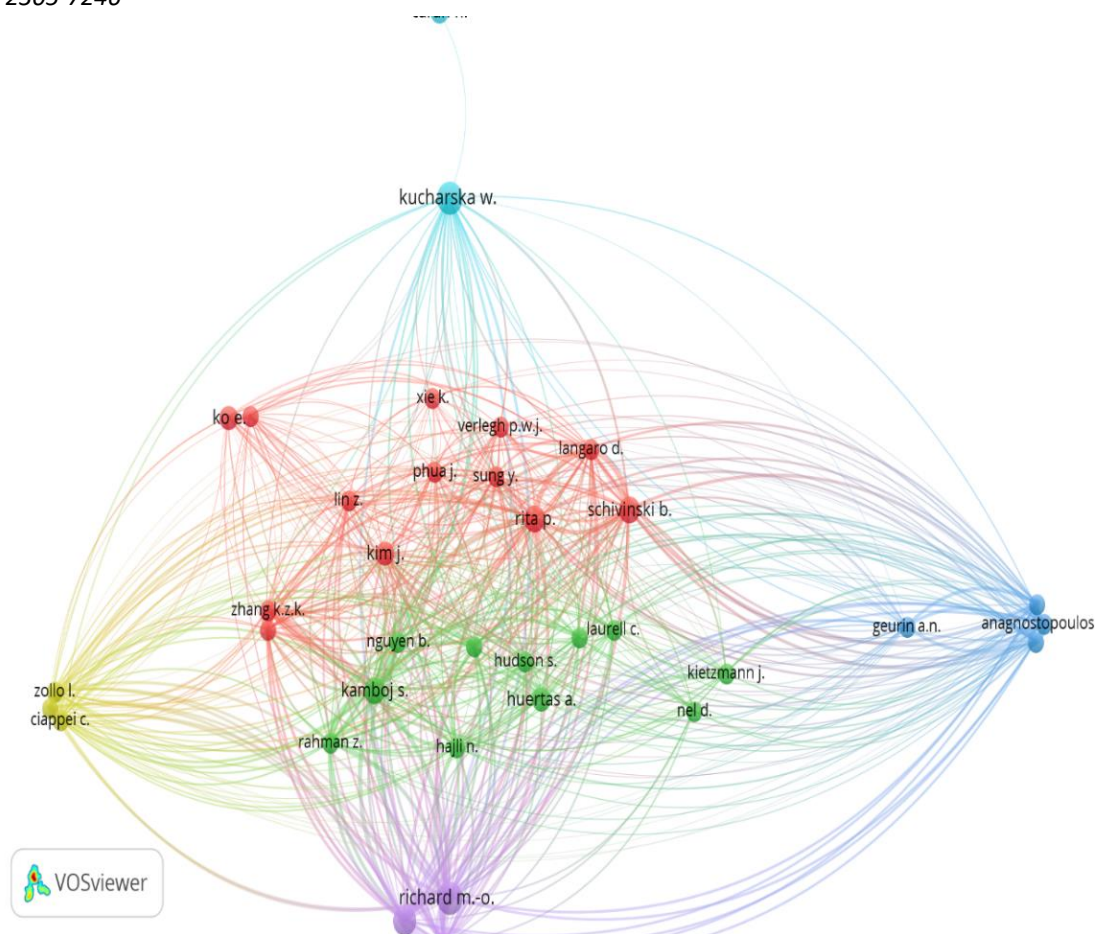 kucharska w.
xie k.
ko e.
verlegh p.w.j.
langaro d.
phua j.
sung y.
lin z.
schivinski b.
rita p.
kim j.
zhang k.z.k.
laurell c.
geurin a.n.
anagnostopoulos
nguyen b.
hudson s.
kietzmann j.
zollo l.
kamboj s.
huertas a.
nel d.
ciappei c.
rahman z.
hajli n.
VOSviewer
richard m.-o.